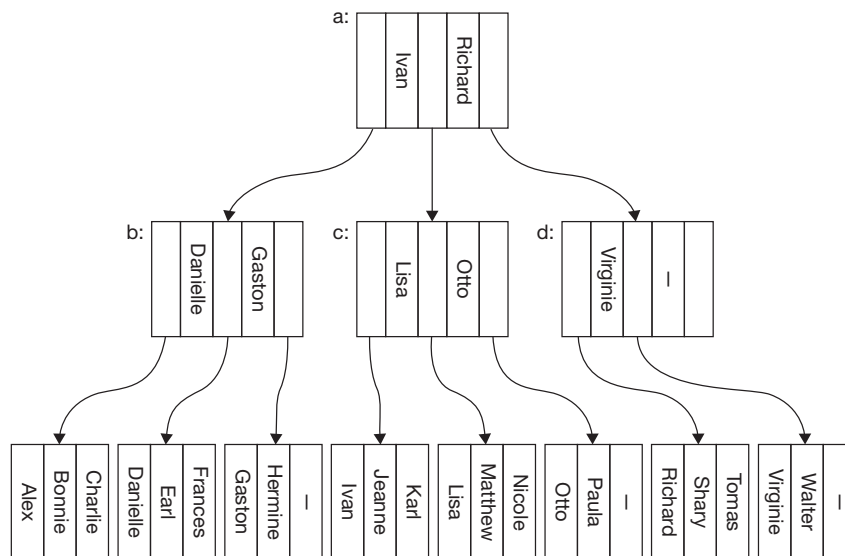 a:
Ivan
Richard
b:
Danielle
Gaston
c:
Lisa
Otto
d:
Virginie
–
Alex
Bonnie
Charlie
Danielle
Earl
Frances
Gaston
Hermine
–
Ivan
Jeanne
Karl
Lisa
Matthew
Nicole
Otto
Paula
–
Richard
Shary
Tomas
Virginie
Walter
–